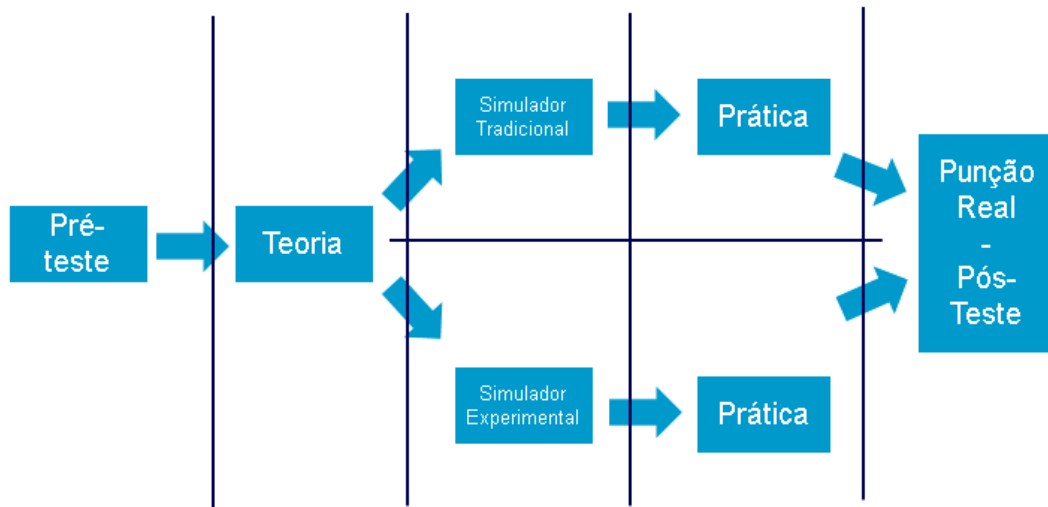 Pré-
teste
Teoria
Simulador
Tradicional
Prática
Simulador
Experimental
Prática
Punção
Real
-
Pós-
Teste